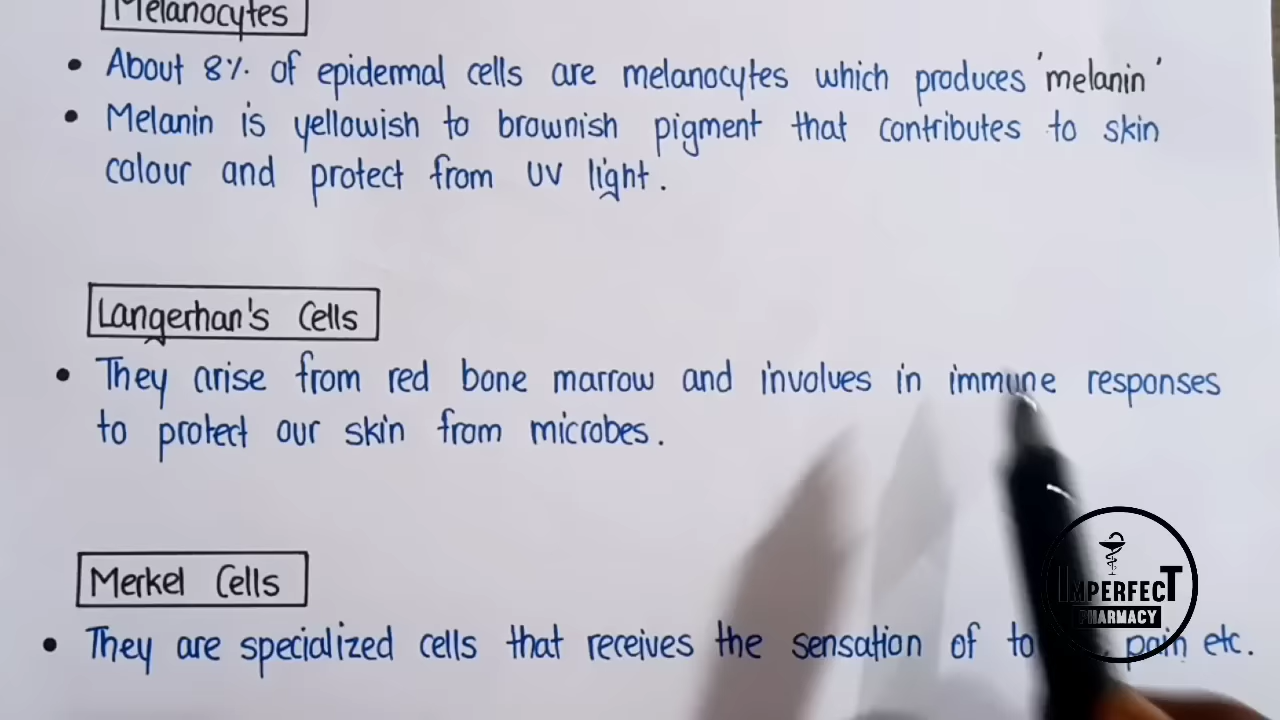 Melanocytes
• About 8% of epidermal cells are melanocytes which produces 'melanin'
• Melanin is yellowish to brownish pigment that contributes to skin
colour and protect from UV light.
Langerhan's Cells
• They arise from red bone marrow and involves in immune responses
to protect our skin from microbes.
Merkel Cells
• They are specialized cells that receives the sensation of pain etc.
IMPERFECT
PHARMACY